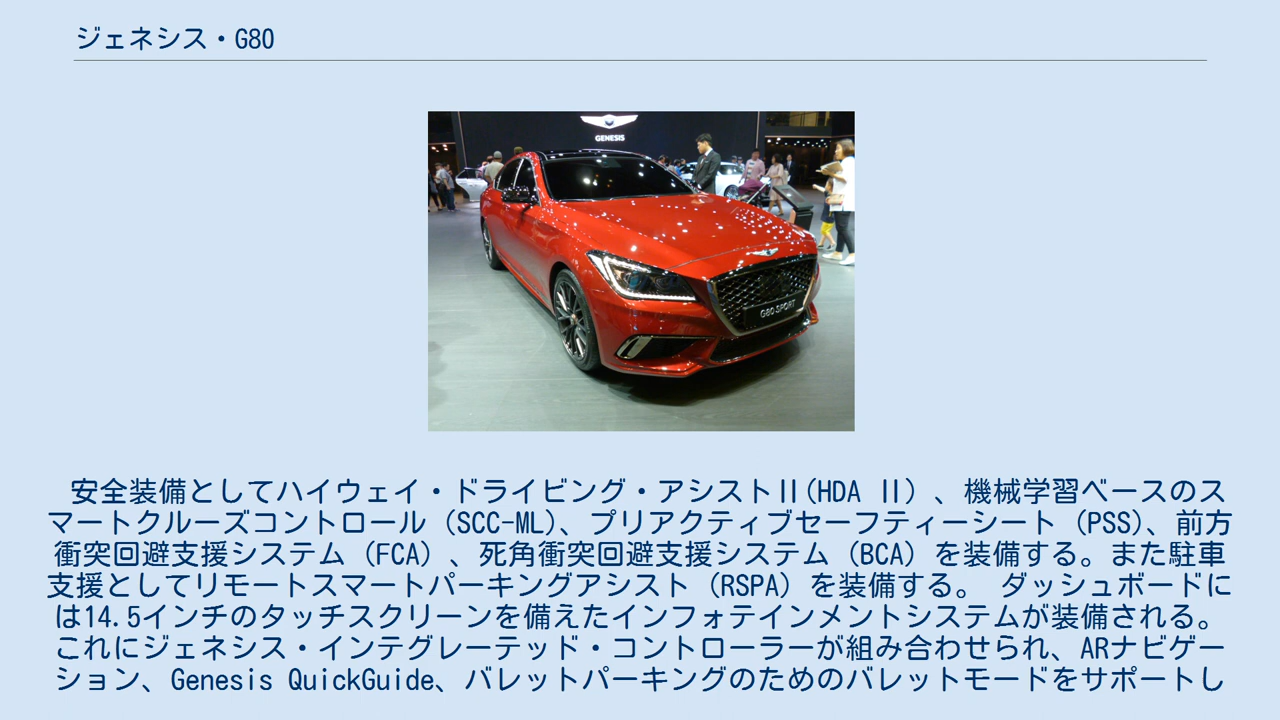 ジェネシス・G80
GENESIS
G80 SPORT
安全装備としてハイウェイ・ドライビング・アシストⅡ(HDA Ⅱ) 、機械学習ベースのス
マートクルーズコントロール (SCC-ML)、プリアクティブセーフティーシート (PSS)、前方
衝突回避支援システム (FCA) 、死角衝突回避支援システム (BCA) を装備する。また駐車
支援としてリモートスマートパーキングアシスト (RSPA) を装備する。 ダッシュボードに
は14.5インチのタッチスクリーンを備えたインフォテインメントシステムが装備される。
これにジェネシス・インテグレーテッド・コントローラーが組み合わせられ、ARナビゲー
ション、Genesis QuickGuide、バレットパーキングのためのバレットモードをサポートし